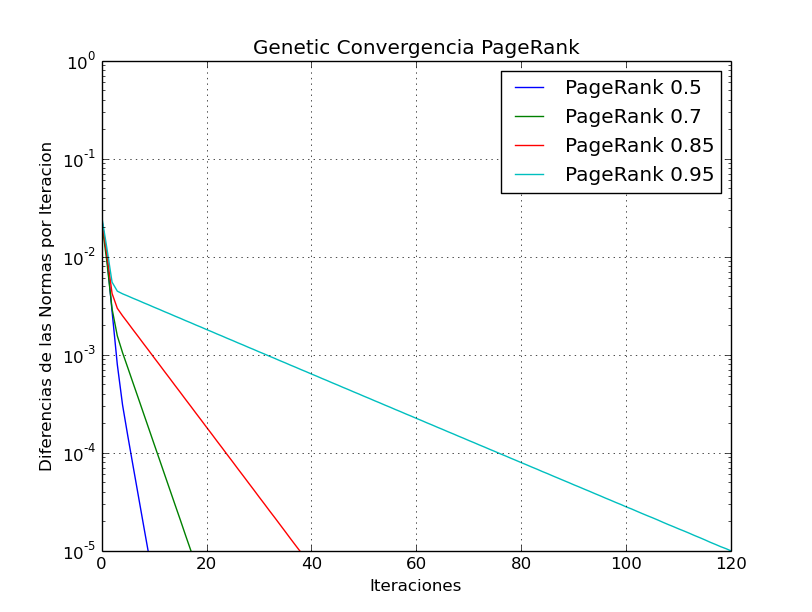 Genetic Convergencia PageRank
PageRank 0.5
PageRank 0.7
PageRank 0.85
PageRank 0.95
Diferencias de las Normas por Iteracion
10^0
10^-1
10^-2
10^-3
10^-4
10^-5
0 20 40 60 80 100 120
Iteraciones